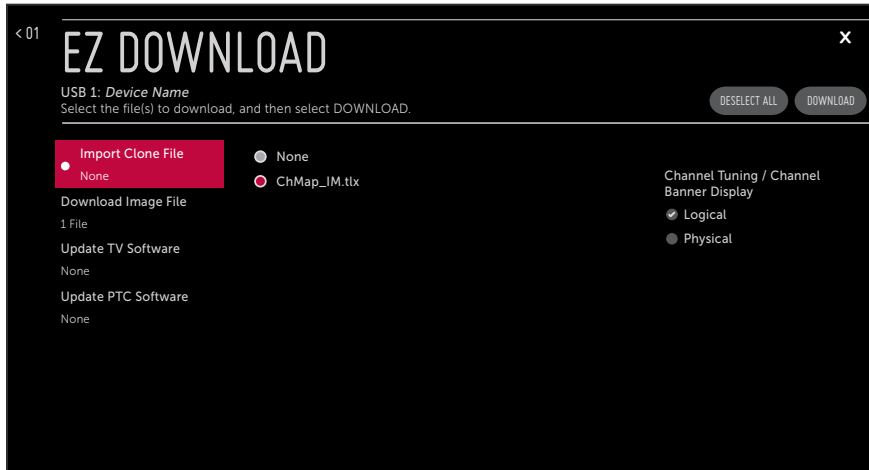 < 01
EZ DOWNLOAD
X
USB 1: Device Name
Select the file(s) to download, and then select DOWNLOAD.
DESELECT ALL
DOWNLOAD
Import Clone File
None
Download Image File
1 File
Update TV Software
None
Update PTC Software
None
None
ChMap_IM.tlx
Channel Tuning / Channel
Banner Display
Logical
Physical